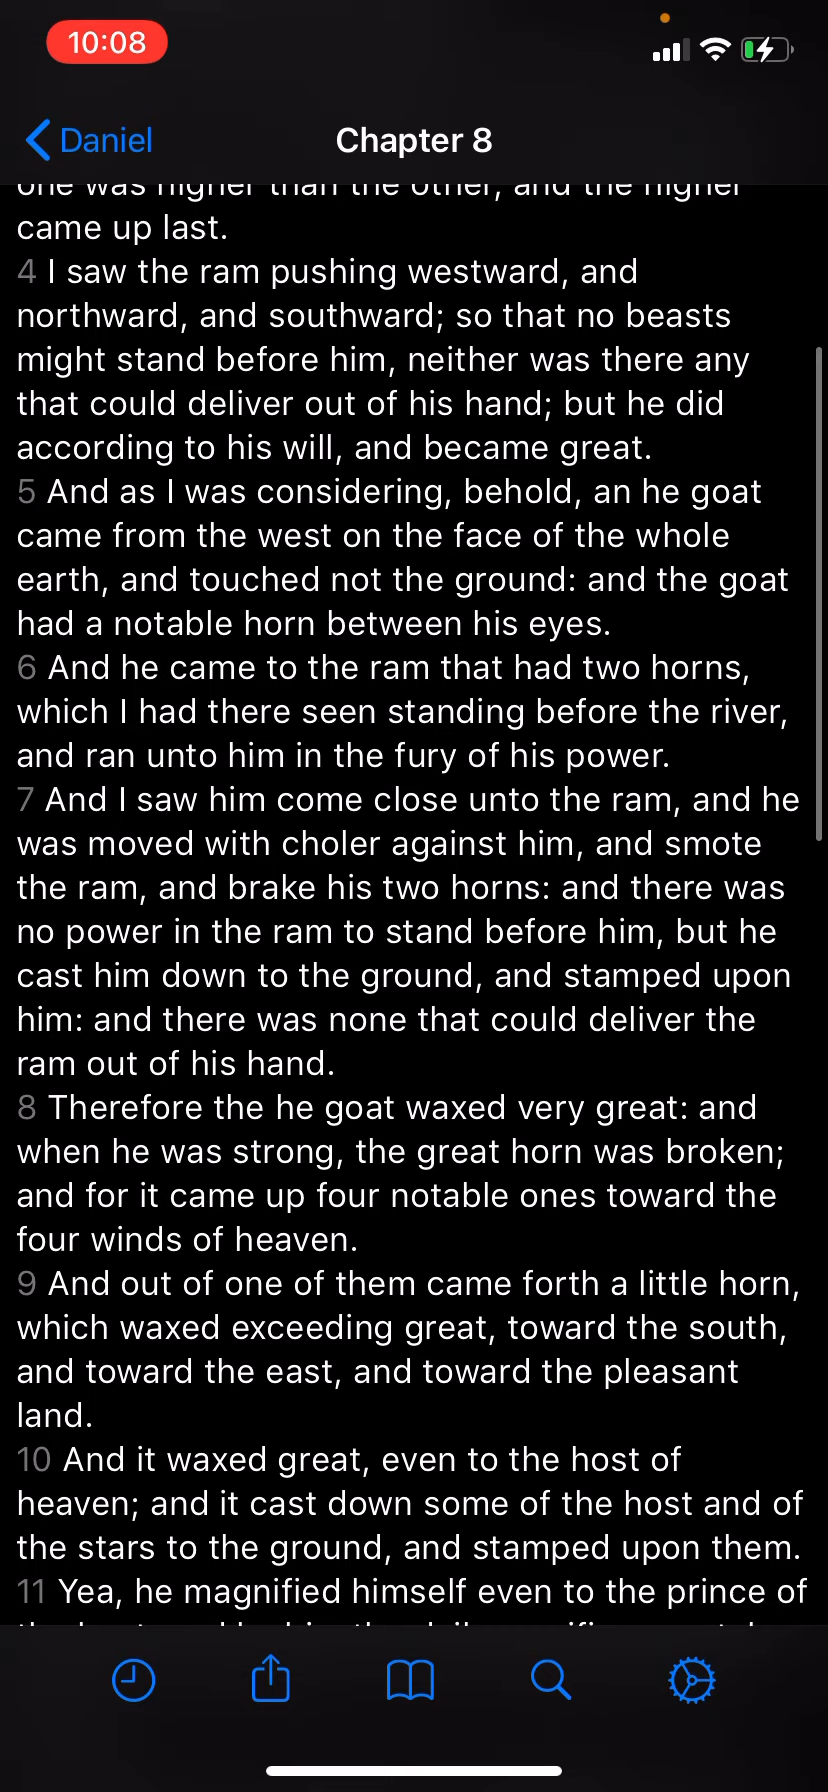 10:08
Daniel
Chapter 8
one was higher than the other, and the higher
came up last.
4 I saw the ram pushing westward, and
northward, and southward; so that no beasts
might stand before him, neither was there any
that could deliver out of his hand; but he did
according to his will, and became great.
5 And as I was considering, behold, an he goat
came from the west on the face of the whole
earth, and touched not the ground: and the goat
had a notable horn between his eyes.
6 And he came to the ram that had two horns,
which I had there seen standing before the river,
and ran unto him in the fury of his power.
7 And I saw him come close unto the ram, and he
was moved with choler against him, and smote
the ram, and brake his two horns: and there was
no power in the ram to stand before him, but he
cast him down to the ground, and stamped upon
him: and there was none that could deliver the
ram out of his hand.
8 Therefore the he goat waxed very great: and
when he was strong, the great horn was broken;
and for it came up four notable ones toward the
four winds of heaven.
9 And out of one of them came forth a little horn,
which waxed exceeding great, toward the south,
and toward the east, and toward the pleasant
land.
10 And it waxed great, even to the host of
heaven; and it cast down some of the host and of
the stars to the ground, and stamped upon them.
11 Yea, he magnified himself even to the prince of